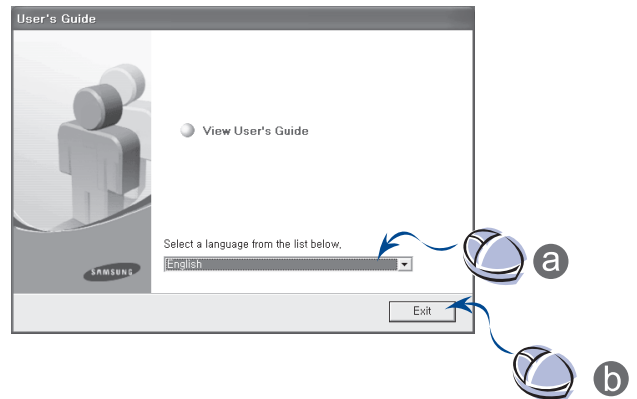 User's Guide
View User's Guide
Select a language from the list below,
English
SAMSUNG
a
Exit
b